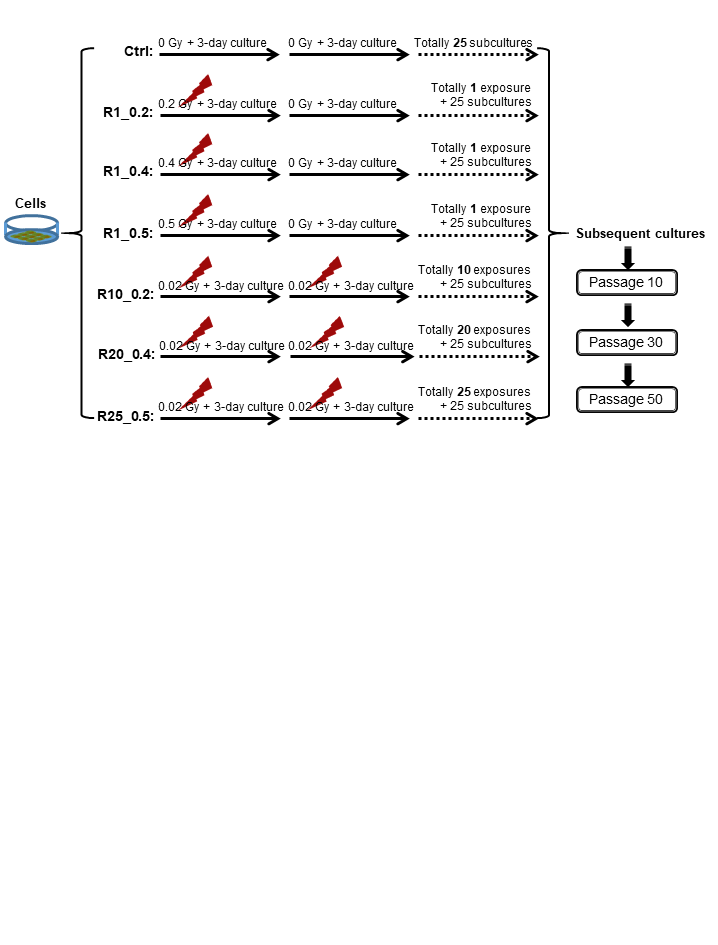 Cells
Ctrl:
0 Gy + 3-day culture
0 Gy + 3-day culture
Totally 25 subcultures
R1_0.2:
0.2 Gy + 3-day culture
0 Gy + 3-day culture
Totally 1 exposure
+ 25 subcultures
R1_0.4:
0.4 Gy + 3-day culture
0 Gy + 3-day culture
Totally 1 exposure
+ 25 subcultures
R1_0.5:
0.5 Gy + 3-day culture
0 Gy + 3-day culture
Totally 1 exposure
+ 25 subcultures
R10_0.2:
0.02 Gy + 3-day culture
0.02 Gy + 3-day culture
Totally 10 exposures
+ 25 subcultures
R20_0.4:
0.02 Gy + 3-day culture
0.02 Gy + 3-day culture
Totally 20 exposures
+ 25 subcultures
R25_0.5:
0.02 Gy + 3-day culture
0.02 Gy + 3-day culture
Totally 25 exposures
+ 25 subcultures
Subsequent cultures
Passage 10
Passage 30
Passage 50